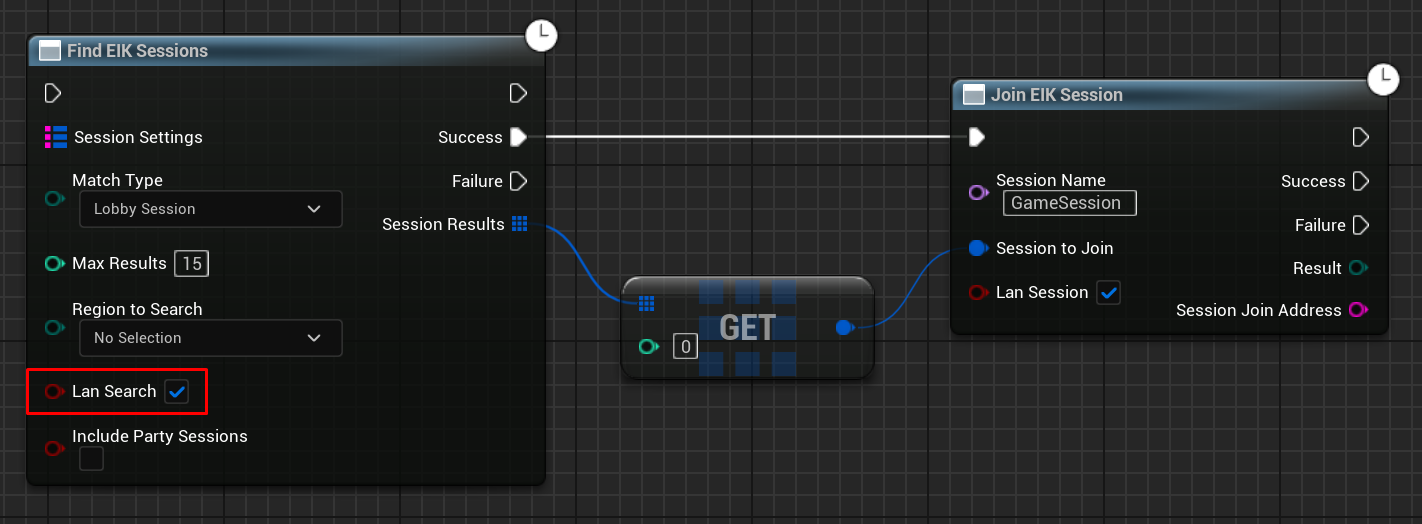 Find EIK Sessions
Session Settings
Success
Match Type
Lobby Session
Failure
Session Results
Max Results 15
Region to Search
No Selection
Lan Search
Include Party Sessions
GET
0
Join EIK Session
Session Name
GameSession
Success
Failure
Session to Join
Result
Lan Session
Session Join Address